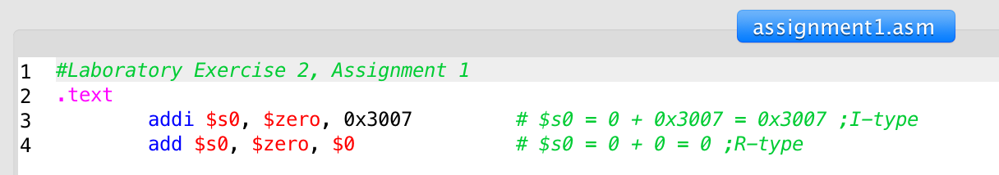 assignment1.asm
1 #Laboratory Exercise 2, Assignment 1
2 .text
3 addi $s0, $zero, 0x3007 # $s0 = 0 + 0x3007 = 0x3007 ;I-type
4 add $s0, $zero, $0 # $s0 = 0 + 0 = 0 ;R-type